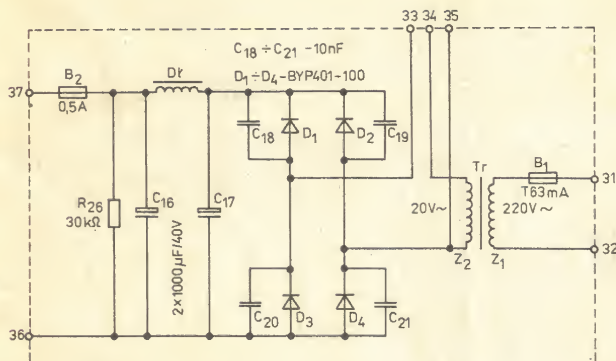 33 34 35
C18 ÷ C21 – 10nF
D1 ÷ D4 – BYP401-100
37
B2
0,5A
Dł
C18
D1
D2
C19
R26
30kΩ
C16
2×1000μF/40V
C17
20V~
Tr
220V~
B1
T63mA
31
32
Z2
Z1
36
C20
D3
D4
C21